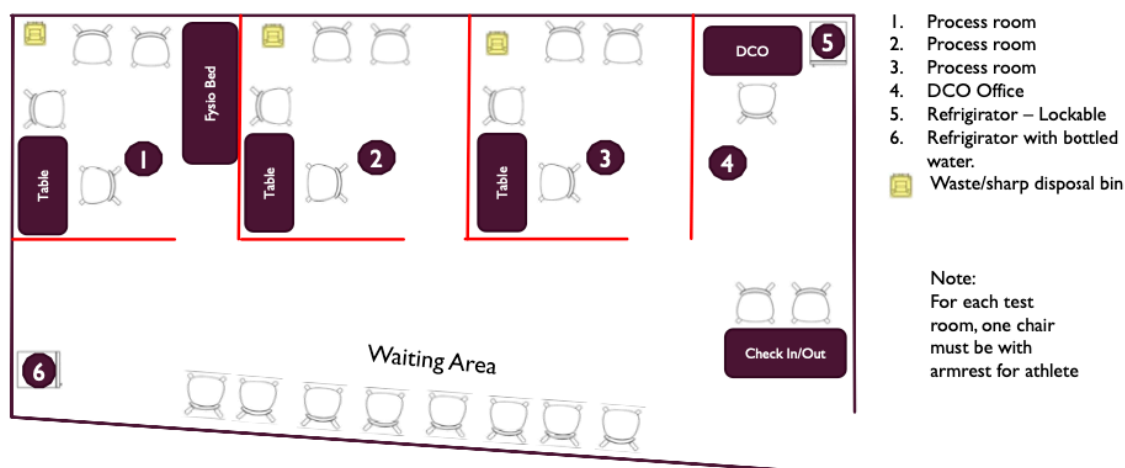 DCO
5
Fysio Bed
Table
1
Table
2
Table
3
4
Check In/Out
Waiting Area
6
1. Process room
2. Process room
3. Process room
4. DCO Office
5. Refrigirator – Lockable
6. Refrigirator with bottled
water.
Waste/sharp disposal bin
Note:
For each test
room, one chair
must be with
armrest for athlete